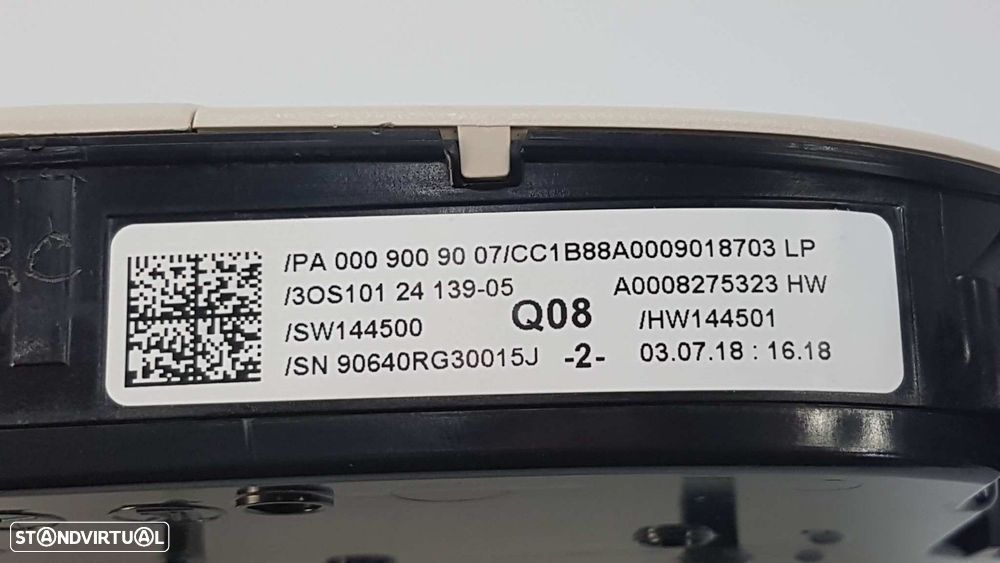 /PA 000 900 90 07/CC1B88A0009018703 LP
/3OS101 24 139-05 A0008275323 HW
/SW144500 Q08 /HW144501
/SN 90640RG30015J -2- 03.07.18 : 16.18
STANDVIRTUAL